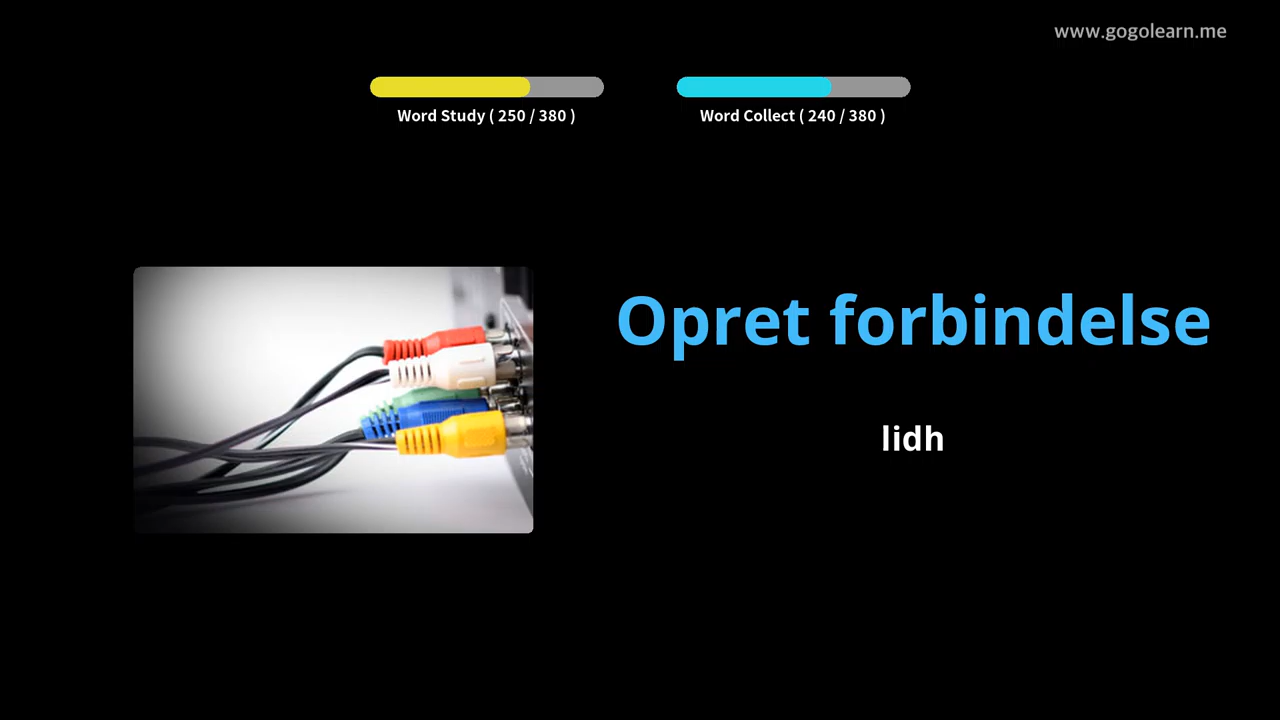 www.gogolearn.me
Word Study ( 250 / 380 )
Word Collect ( 240 / 380 )
Opret forbindelse
lidh